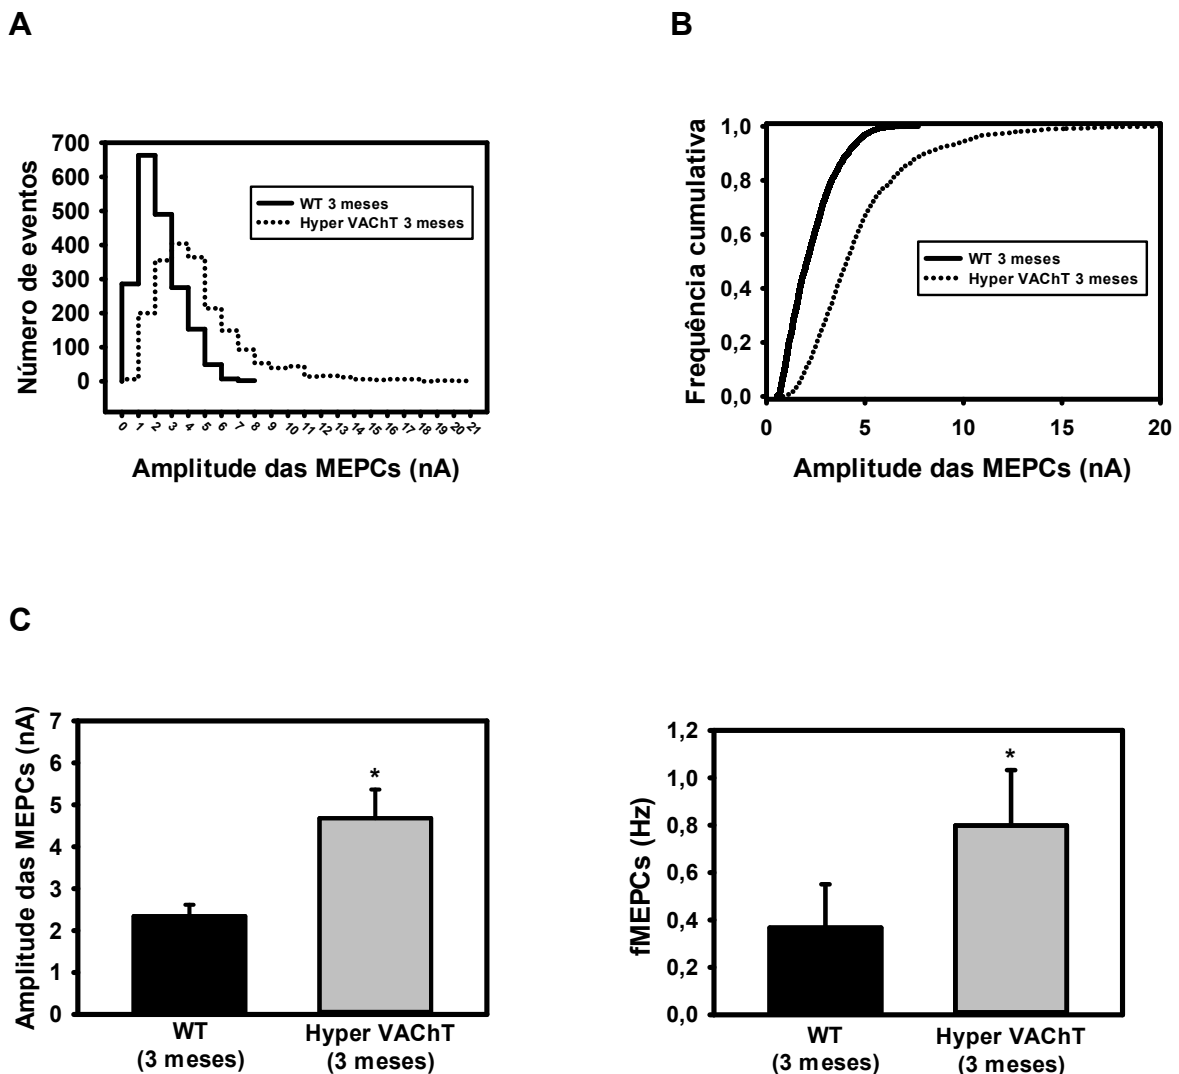 A
B
Número de eventos
700
600
500
400
300
200
100
0
WT 3 meses
Hyper VAChT 3 meses
0 1 2 3 4 5 6 7 8 9 10 11 12 13 14 15 16 17 18 19 20 21
Amplitude das MEPCs (nA)
Frequência cumulativa
1,0
0,8
0,6
0,4
0,2
0,0
WT 3 meses
Hyper VAChT 3 meses
0 5 10 15 20
Amplitude das MEPCs (nA)
C
Amplitude das MEPCs (nA)
7
6
5
4
3
2
1
0
*
WT
(3 meses)
Hyper VAChT
(3 meses)
fMEPCs (Hz)
1,2
1,0
0,8
0,6
0,4
0,2
0,0
*
WT
(3 meses)
Hyper VAChT
(3 meses)